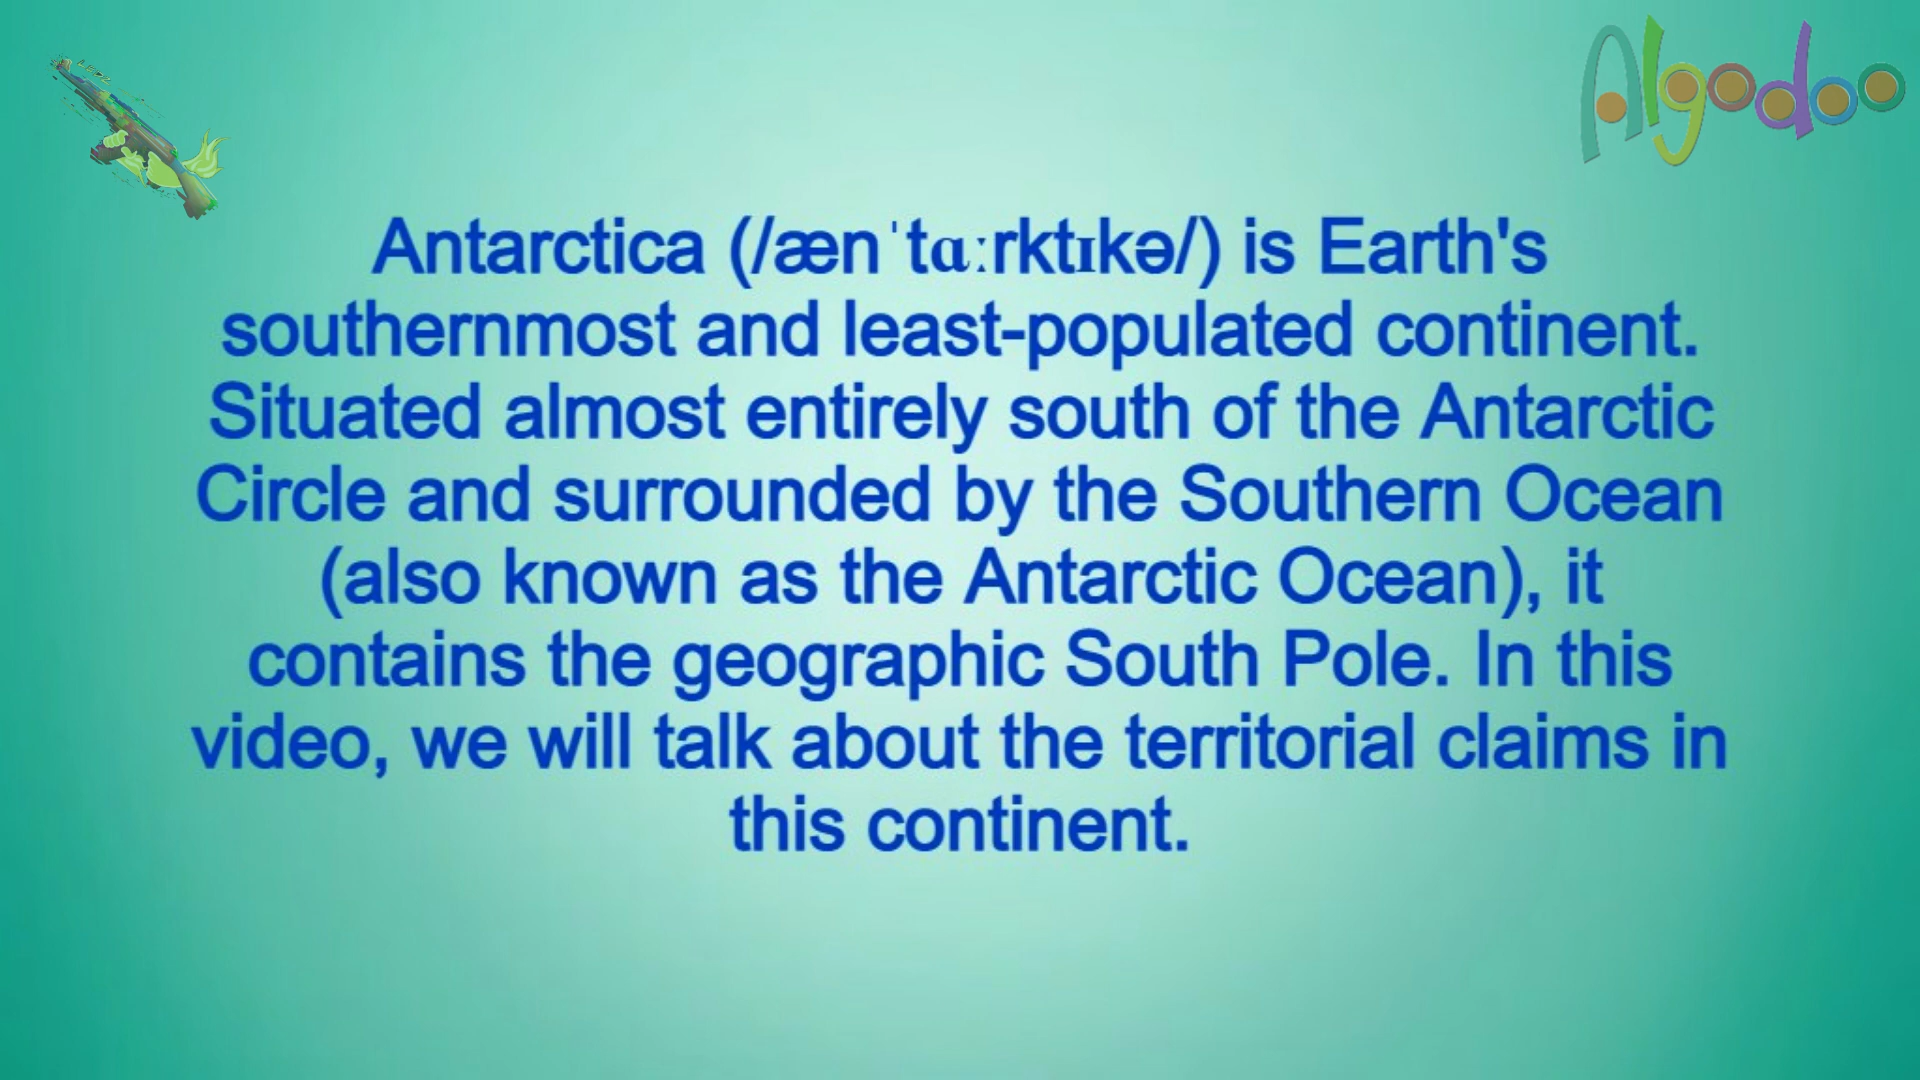 Algodoo
Antarctica (/ænˈtɑːrktɪkə/) is Earth's
southernmost and least-populated continent.
Situated almost entirely south of the Antarctic
Circle and surrounded by the Southern Ocean
(also known as the Antarctic Ocean), it
contains the geographic South Pole. In this
video, we will talk about the territorial claims in
this continent.